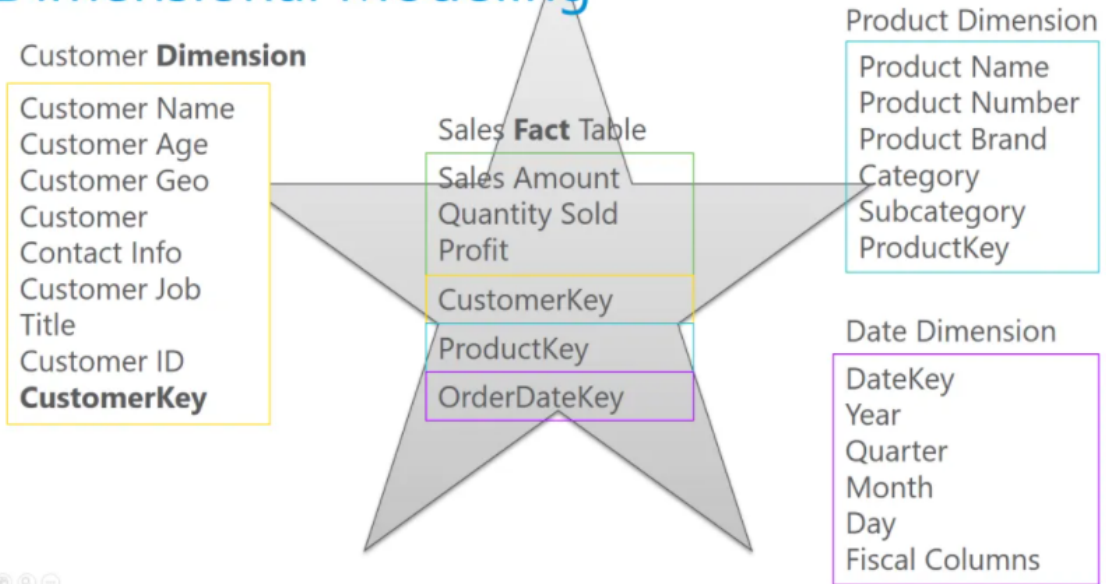 Dimensional Modeling
Customer Dimension
Customer Name
Customer Age
Customer Geo
Customer
Contact Info
Customer Job
Title
Customer ID
CustomerKey
Sales Fact Table
Sales Amount
Quantity Sold
Profit
CustomerKey
ProductKey
OrderDateKey
Product Dimension
Product Name
Product Number
Product Brand
Category
Subcategory
ProductKey
Date Dimension
DateKey
Year
Quarter
Month
Day
Fiscal Columns